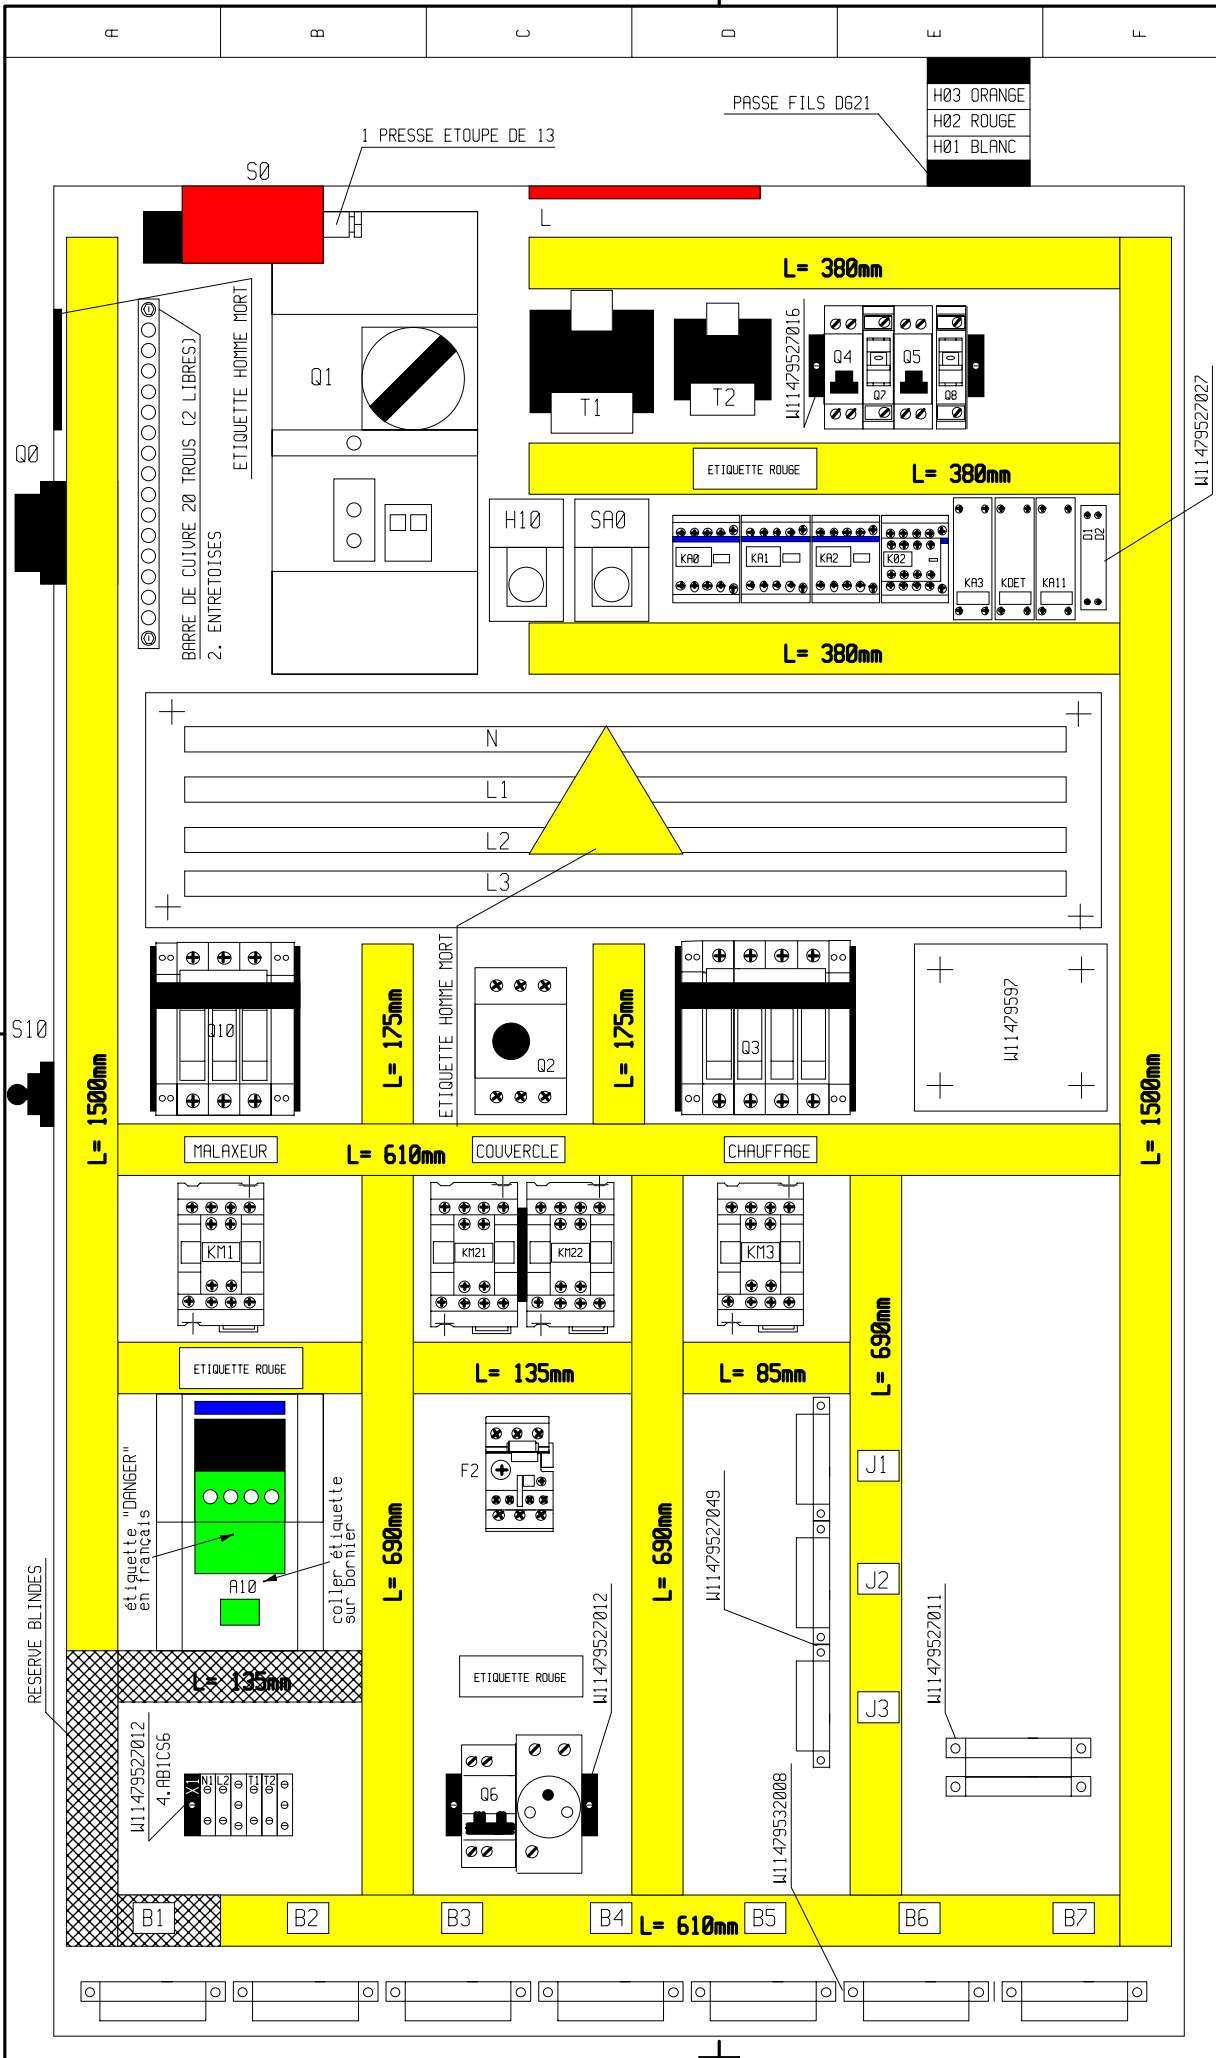 A
B
C
D
E
F
H03 ORANGE
H02 ROUGE
H01 BLANC
PASSE FILS DG21
1 PRESSE ETOUPE DE 13
S0
L
L= 380mm
ETIQUETTE HOMME MORT
BARRE DE CUIVRE 20 TROUS (2 LIBRES)
2. ENTRETOISES
Q0
Q1
T1
T2
W11479527016
Q4
Q7
Q5
Q8
W11479527027
ETIQUETTE ROUGE
L= 380mm
H10
SA0
KA0
KA1
KA2
K02
KA3
KDET
KA11
D1
D2
L= 380mm
N
L1
L2
L3
ETIQUETTE HOMME MORT
S10
Q10
L= 175mm
Q2
L= 175mm
Q3
W11479597
L= 1500mm
L= 1500mm
MALAXEUR
L= 610mm
COUVERCLE
CHAUFFAGE
KM1
KM21
KM22
KM3
L= 690mm
ETIQUETTE ROUGE
L= 135mm
L= 85mm
étiquette "DANGER"
en français
A10
coller étiquette
sur bornier
F2
L= 690mm
L= 690mm
W11479527049
J1
J2
J3
RESERVE BLINDES
L= 135mm
ETIQUETTE ROUGE
W11479527012
W11479527011
W11479527012
4.AB1CS6
X1
N1
L2
T1
T2
Q6
W11479532008
B1
B2
B3
B4
L= 610mm
B5
B6
B7